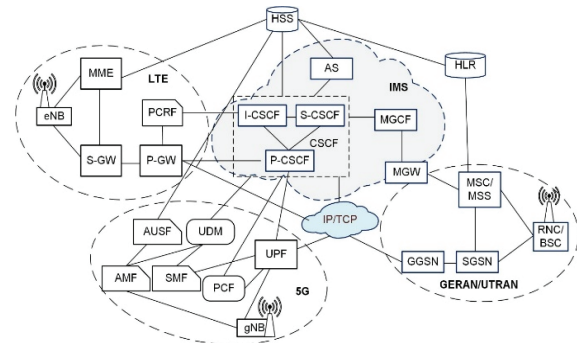 HSS
MME
LTE
AS
IMS
HLR
eNB
PCRF
I-CSCF
S-CSCF
MGCF
CSCF
S-GW
P-GW
P-CSCF
MGW
MSC/
MSS
AUSF
UDM
IP/TCP
RNC/
BSC
UPF
GGSN
SGSN
AMF
SMF
PCF
5G
GERAN/UTRAN
gNB